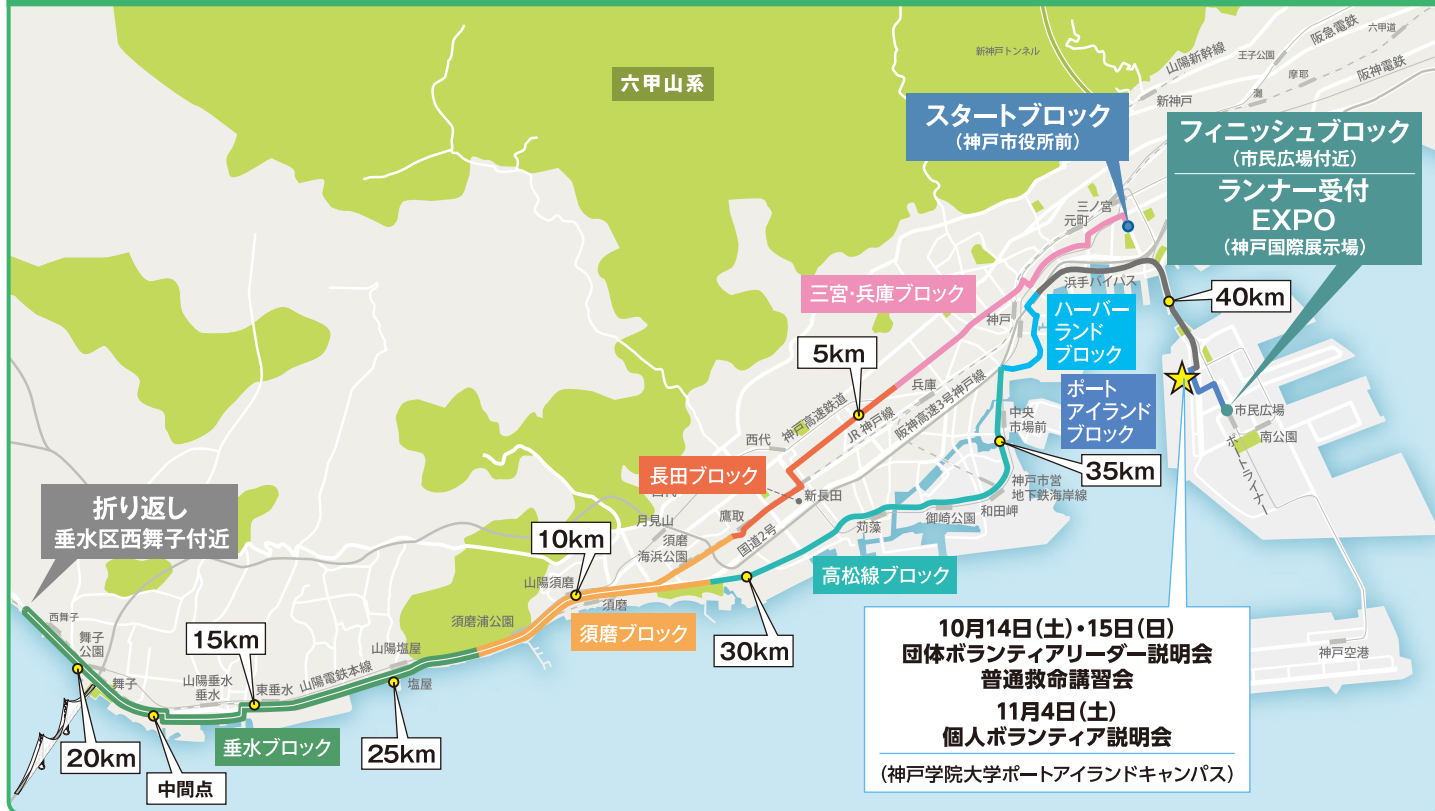 六甲山系
新神戸トンネル
山陽新幹線
王子公園
阪急電鉄
六甲道
摩耶
阪神電鉄
灘
新神戸
スタートブロック
(神戸市役所前)
フィニッシュブロック
(市民広場付近)
ランナー受付
EXPO
(神戸国際展示場)
三ノ宮
元町
三宮・兵庫ブロック
浜手バイパス
40km
神戸
ハーバー
ランド
ブロック
5km
兵庫
神戸高速鉄道
JR神戸線
阪神高速3号神戸線
ポート
アイランド
ブロック
中央
市場前
市民広場
南公園
ポートライナー
西代
35km
長田ブロック
新長田
神戸市営
地下鉄海岸線
和田岬
御崎公園
苅藻
折り返し
垂水区西舞子付近
月見山
鷹取
須磨
海浜公園
国道2号
10km
山陽須磨
須磨
高松線ブロック
須磨浦公園
須磨ブロック
30km
西舞子
舞子
公園
15km
山陽塩屋
舞子
山陽垂水
垂水
東垂水
山陽電鉄本線
塩屋
20km
中間点
垂水ブロック
25km
神戸空港
10月14日(土)・15日(日)
団体ボランティアリーダー説明会
普通救命講習会
11月4日(土)
個人ボランティア説明会
(神戸学院大学ポートアイランドキャンパス)